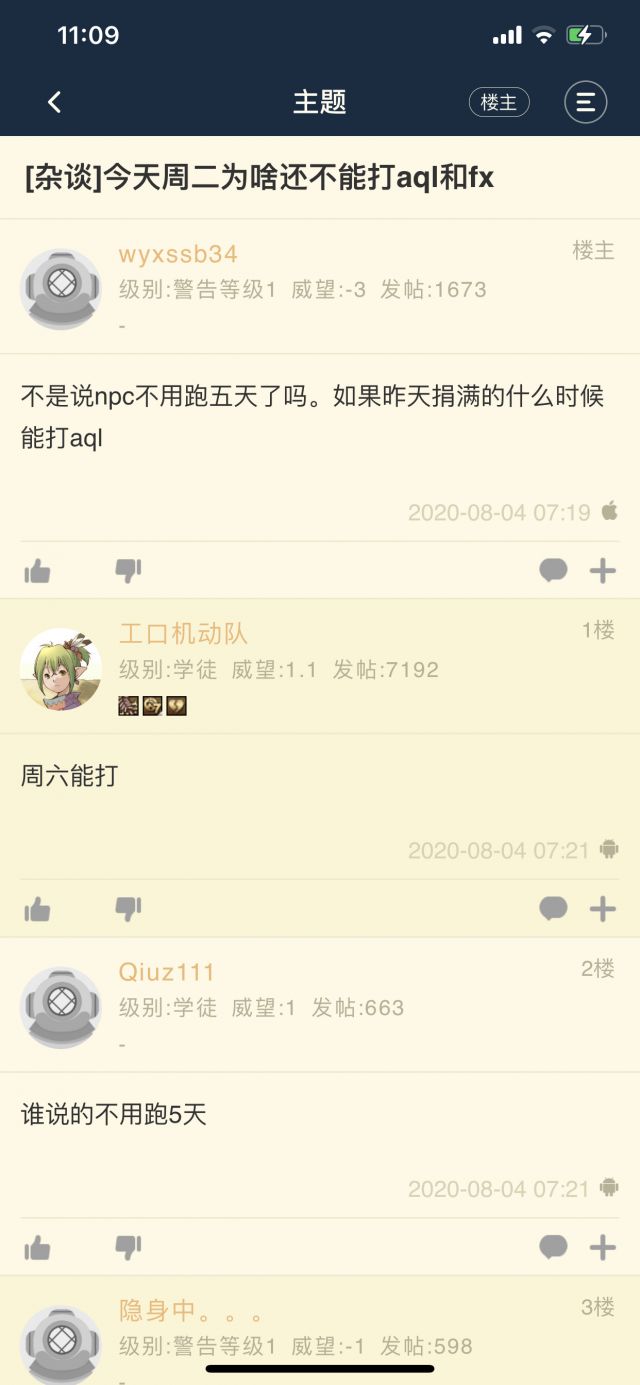 11:09
主题
楼主
[杂谈]今天周二为啥还不能打aql和fx
wyxssb34
楼主
级别:警告等级1 威望:-3 发帖:1673
-
不是说npc不用跑五天了吗。如果昨天捐满的什么时候
能打aql
2020-08-04 07:19
工口机动队
1楼
级别:学徒 威望:1.1 发帖:7192
周六能打
2020-08-04 07:21
Qiuz111
2楼
级别:学徒 威望:1 发帖:663
-
谁说的不用跑5天
2020-08-04 07:21
隐身中。。。
3楼
级别:警告等级1 威望:-1 发帖:598
-